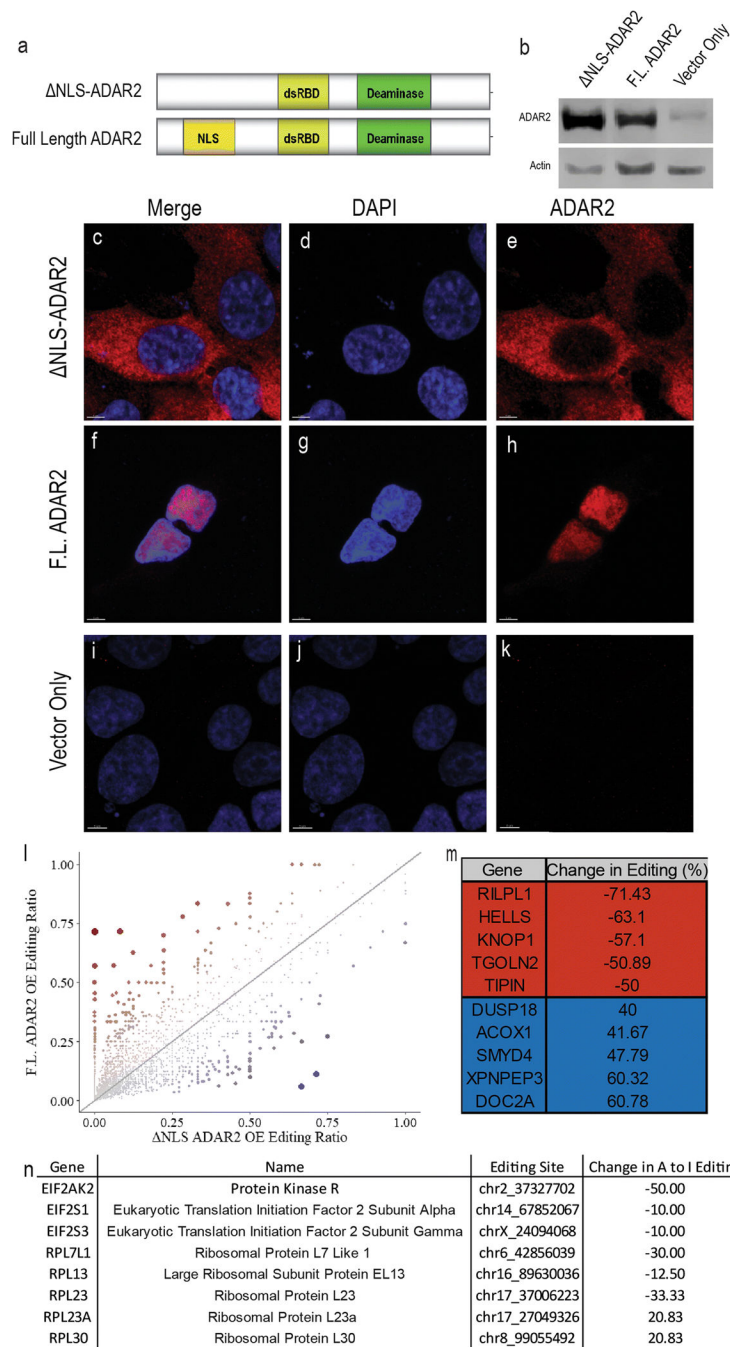 a
ΔNLS-ADAR2
dsRBD
Deaminase
Full Length ADAR2
NLS
dsRBD
Deaminase
b
ΔNLS-ADAR2
F.L. ADAR2
Vector Only
ADAR2
Actin
Merge
DAPI
ADAR2
ΔNLS-ADAR2
c
d
e
F.L. ADAR2
f
g
h
Vector Only
i
j
k
l
F.L. ADAR2 OE Editing Ratio
1.00
0.75
0.50
0.25
0.00
0.00 0.25 0.50 0.75 1.00
ΔNLS ADAR2 OE Editing Ratio
m
Gene Change in Editing (%)
RILPL1 -71.43
HELLS -63.1
KNOP1 -57.1
TGOLN2 -50.89
TIPIN -50
DUSP18 40
ACOX1 41.67
SMYD4 47.79
XPNPEP3 60.32
DOC2A 60.78
n
Gene Name Editing Site Change in A to I Editin
EIF2AK2 Protein Kinase R chr2_37327702 -50.00
EIF2S1 Eukaryotic Translation Initiation Factor 2 Subunit Alpha chr14_67852067 -10.00
EIF2S3 Eukaryotic Translation Initiation Factor 2 Subunit Gamma chrX_24094068 -10.00
RPL7L1 Ribosomal Protein L7 Like 1 chr6_42856039 -30.00
RPL13 Large Ribosomal Subunit Protein EL13 chr16_89630036 -12.50
RPL23 Ribosomal Protein L23 chr17_37006223 -33.33
RPL23A Ribosomal Protein L23a chr17_27049326 20.83
RPL30 Ribosomal Protein L30 chr8_99055492 20.83